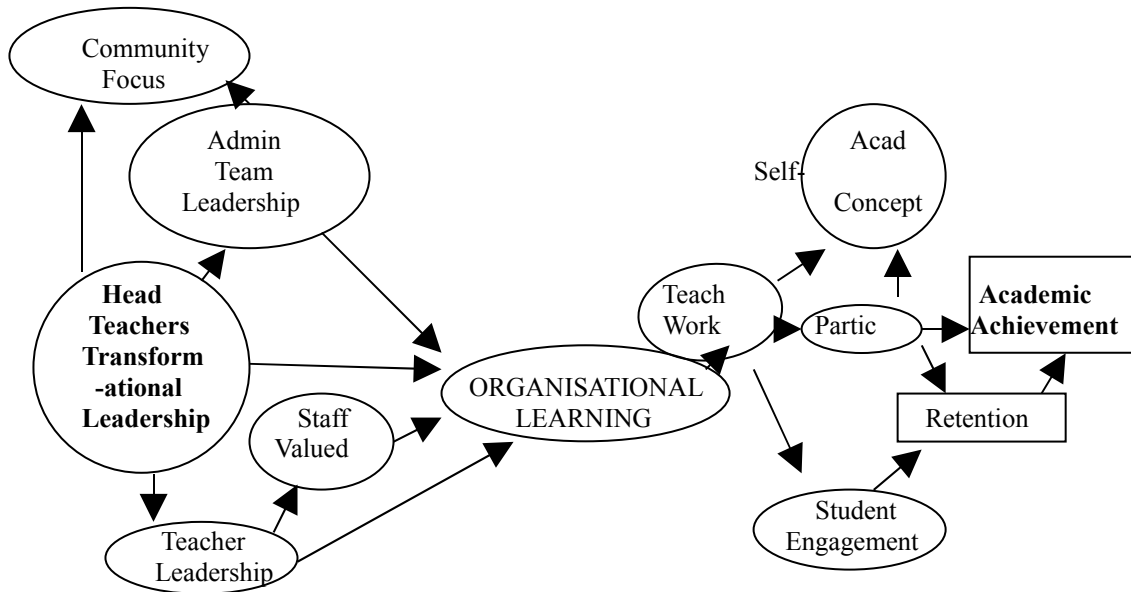 Community
Focus
Admin
Team
Leadership
Acad
Self-
Concept
Head
Teachers
Transform
-ational
Leadership
Teach
Work
Partic
Academic
Achievement
ORGANISATIONAL
LEARNING
Staff
Valued
Retention
Student
Engagement
Teacher
Leadership